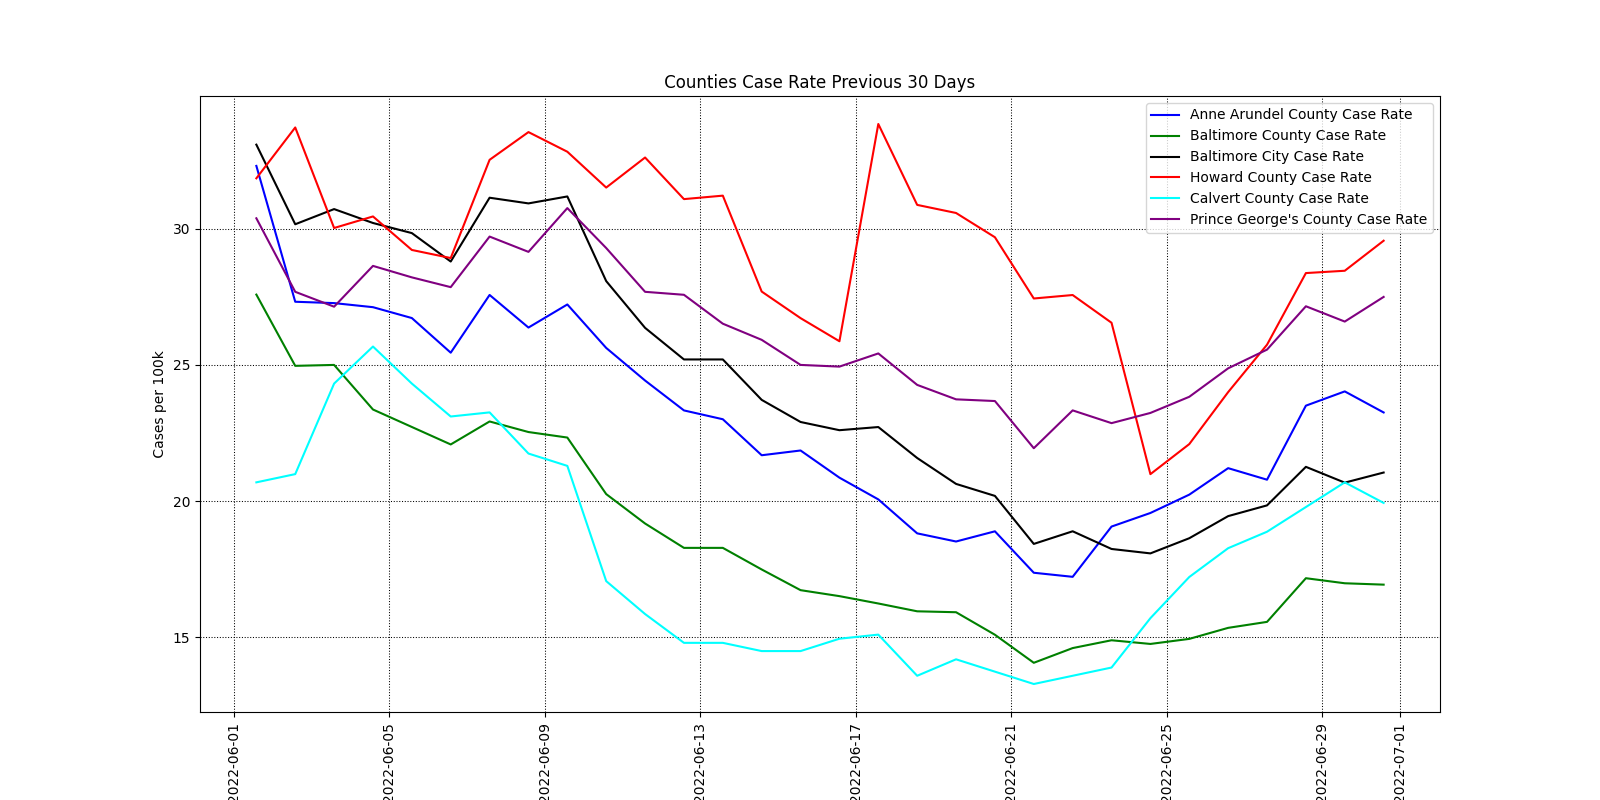 Counties Case Rate Previous 30 Days
Anne Arundel County Case Rate
Baltimore County Case Rate
Baltimore City Case Rate
Howard County Case Rate
Calvert County Case Rate
Prince George's County Case Rate
Cases per 100k
30
25
20
15
2022-06-01
2022-06-05
2022-06-09
2022-06-13
2022-06-17
2022-06-21
2022-06-25
2022-06-29
2022-07-01